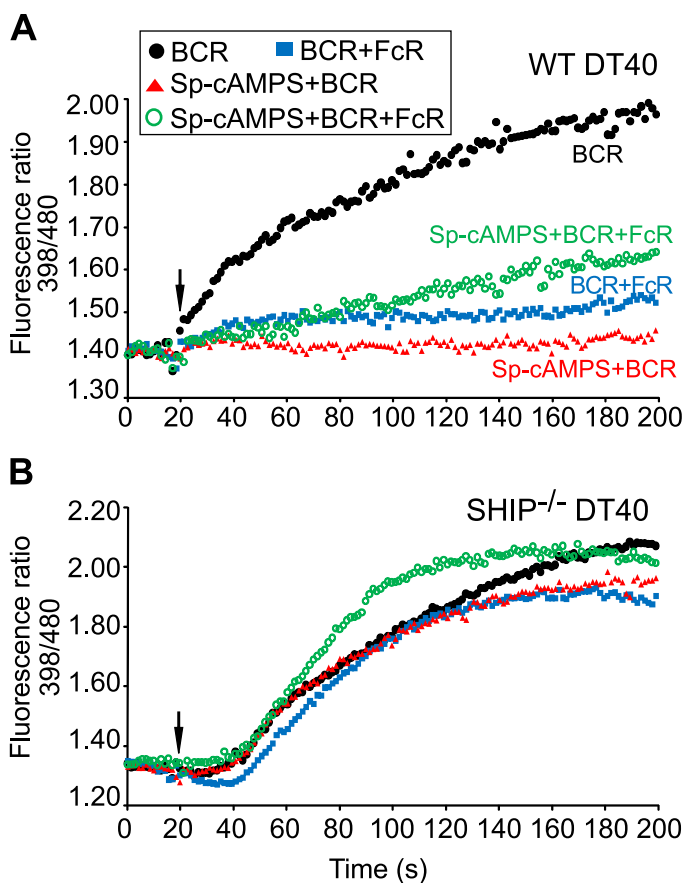 A
BCR BCR+FcR
Sp-cAMPS+BCR
Sp-cAMPS+BCR+FcR
WT DT40
Fluorescence ratio
398/480
2.00
1.90
1.80
1.70
1.60
1.50
1.40
1.30
BCR
Sp-cAMPS+BCR+FcR
BCR+FcR
Sp-cAMPS+BCR
0 20 40 60 80 100 120 140 160 180 200
B
SHIP-/- DT40
Fluorescence ratio
398/480
2.20
2.00
1.80
1.60
1.40
1.20
0 20 40 60 80 100 120 140 160 180 200
Time (s)